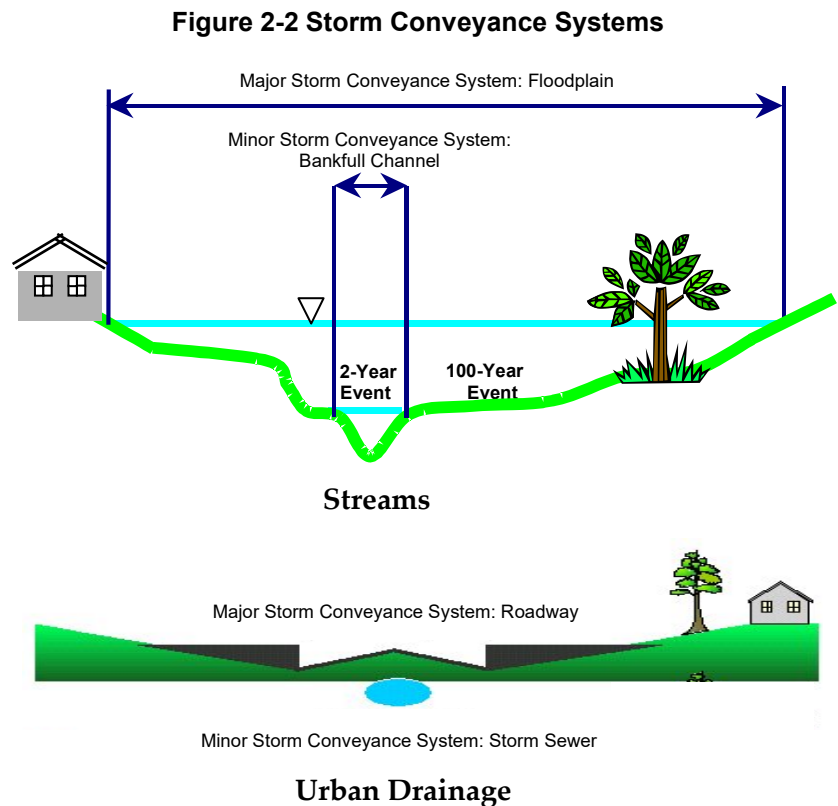 Figure 2-2 Storm Conveyance Systems
Major Storm Conveyance System: Floodplain
Minor Storm Conveyance System:
Bankfull Channel
2-Year
Event
100-Year
Event
Streams
Major Storm Conveyance System: Roadway
Minor Storm Conveyance System: Storm Sewer
Urban Drainage